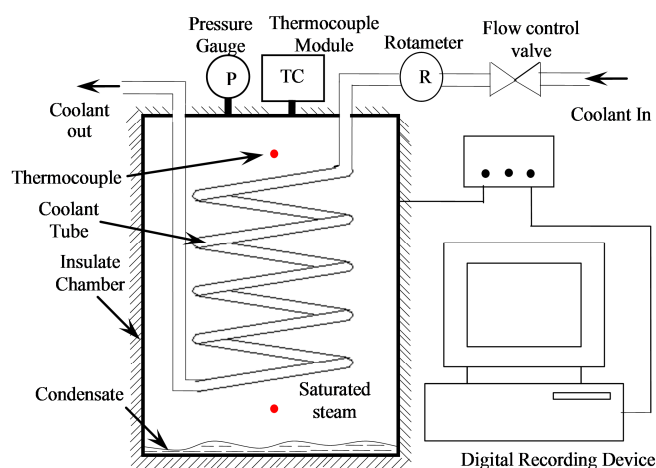 Pressure
Gauge
Thermocouple
Module
Rotameter
Flow control
valve
P
TC
R
Coolant
out
Coolant In
Thermocouple
Coolant
Tube
Insulate
Chamber
Condensate
Saturated
steam
Digital Recording Device